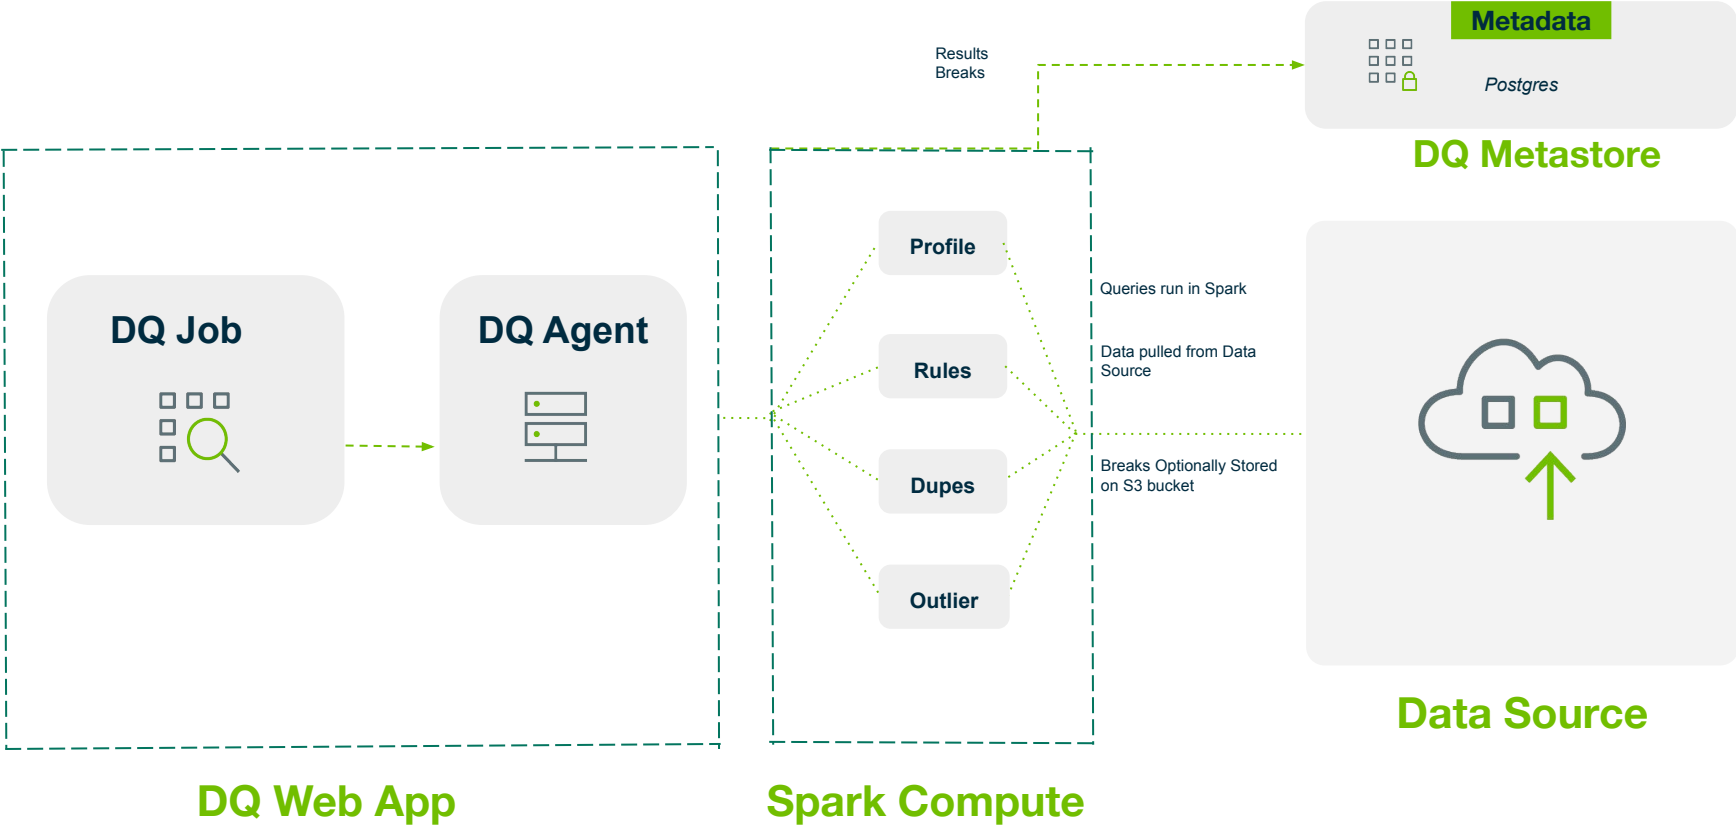 Metadata
Results
Breaks
Postgres
DQ Metastore
Profile
Queries run in Spark
DQ Job
DQ Agent
Rules
Data pulled from Data
Source
Dupes
Breaks Optionally Stored
on S3 bucket
Outlier
Data Source
DQ Web App
Spark Compute